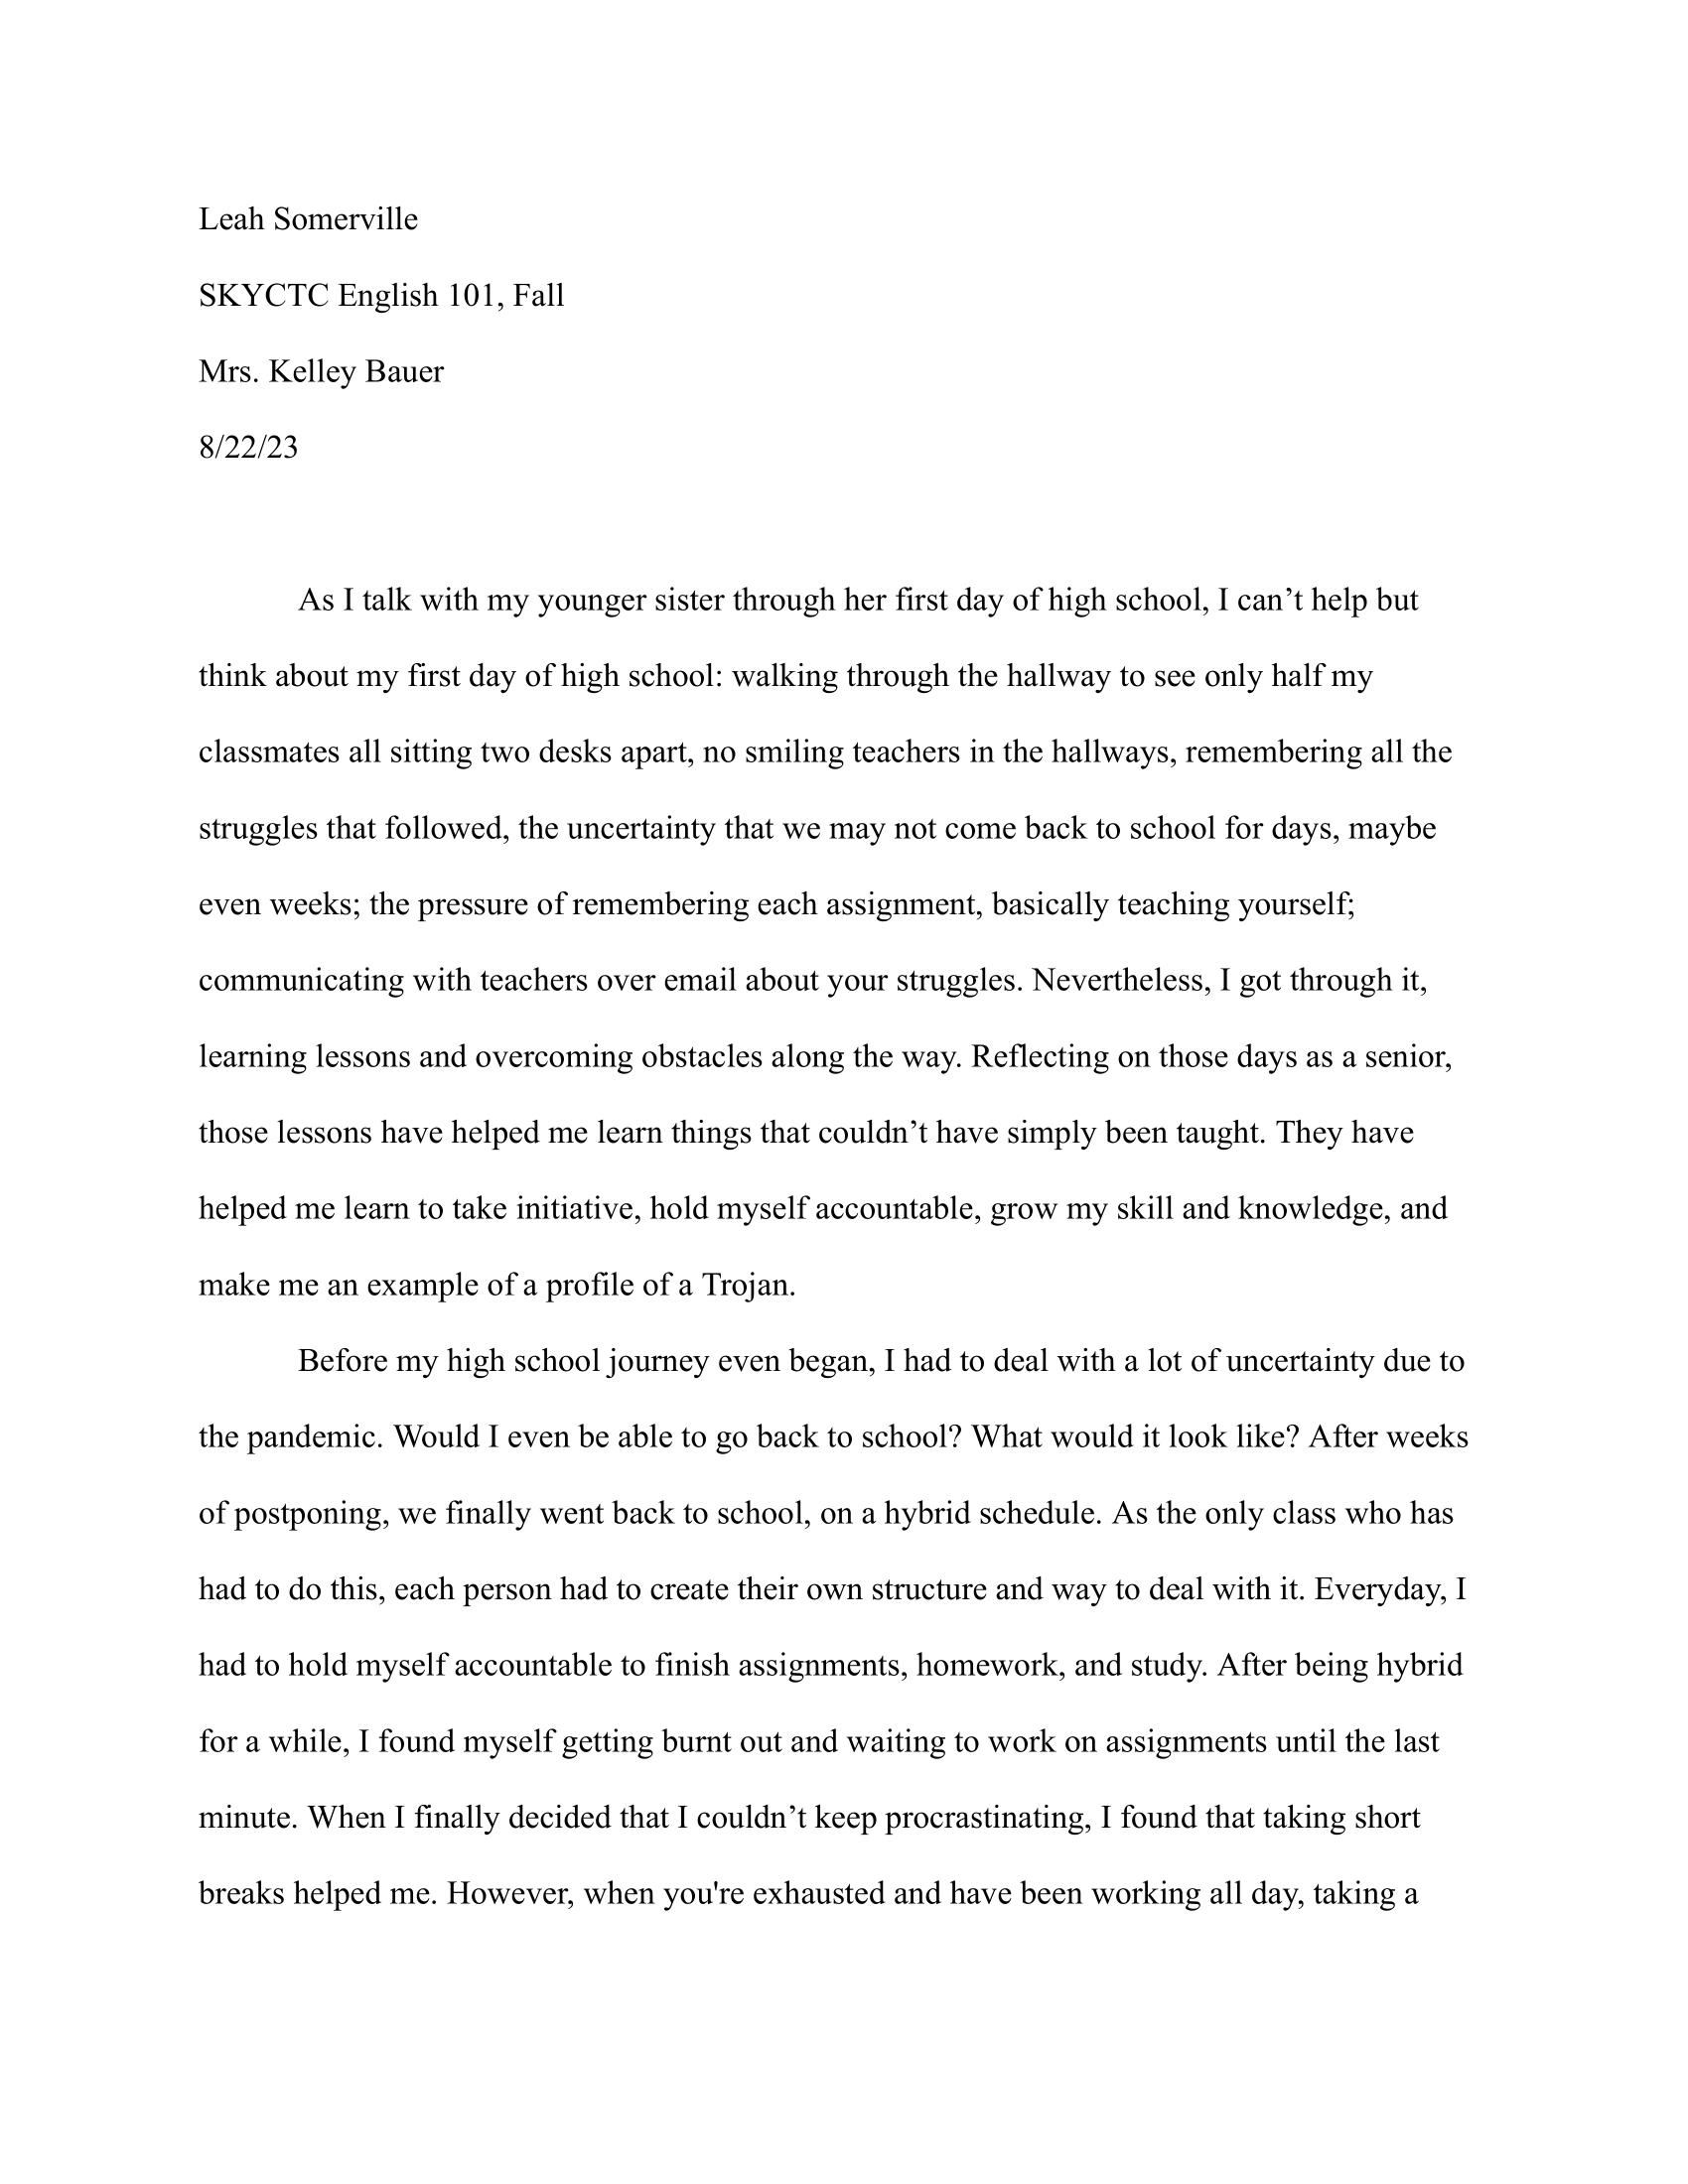 Leah Somerville
SKYCTC English 101, Fall
Mrs. Kelley Bauer
8/22/23
As I talk with my younger sister through her first day of high school, I can’t help but
think about my first day of high school: walking through the hallway to see only half my
classmates all sitting two desks apart, no smiling teachers in the hallways, remembering all the
struggles that followed, the uncertainty that we may not come back to school for days, maybe
even weeks; the pressure of remembering each assignment, basically teaching yourself;
communicating with teachers over email about your struggles. Nevertheless, I got through it,
learning lessons and overcoming obstacles along the way. Reflecting on those days as a senior,
those lessons have helped me learn things that couldn’t have simply been taught. They have
helped me learn to take initiative, hold myself accountable, grow my skill and knowledge, and
make me an example of a profile of a Trojan.
Before my high school journey even began, I had to deal with a lot of uncertainty due to
the pandemic. Would I even be able to go back to school? What would it look like? After weeks
of postponing, we finally went back to school, on a hybrid schedule. As the only class who has
had to do this, each person had to create their own structure and way to deal with it. Everyday, I
had to hold myself accountable to finish assignments, homework, and study. After being hybrid
for a while, I found myself getting burnt out and waiting to work on assignments until the last
minute. When I finally decided that I couldn’t keep procrastinating, I found that taking short
breaks helped me. However, when you're exhausted and have been working all day, taking a